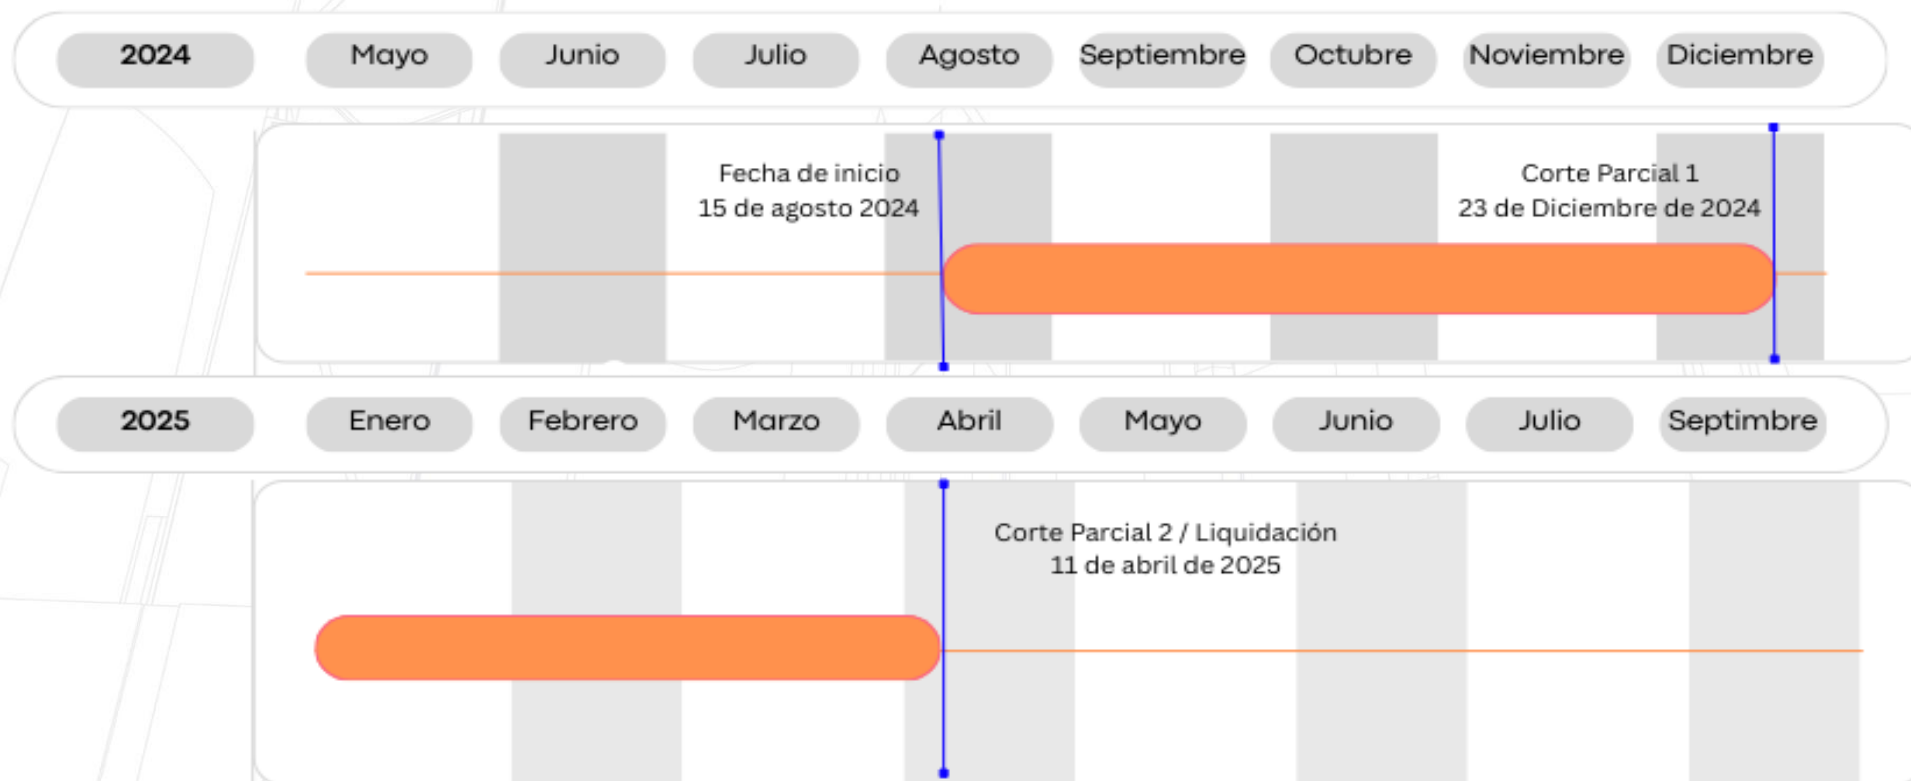 2024
Mayo
Junio
Julio
Agosto
Septiembre
Octubre
Noviembre
Diciembre
Fecha de inicio
15 de agosto 2024
Corte Parcial 1
23 de Diciembre de 2024
2025
Enero
Febrero
Marzo
Abril
Mayo
Junio
Julio
Septimbre
Corte Parcial 2 / Liquidación
11 de abril de 2025